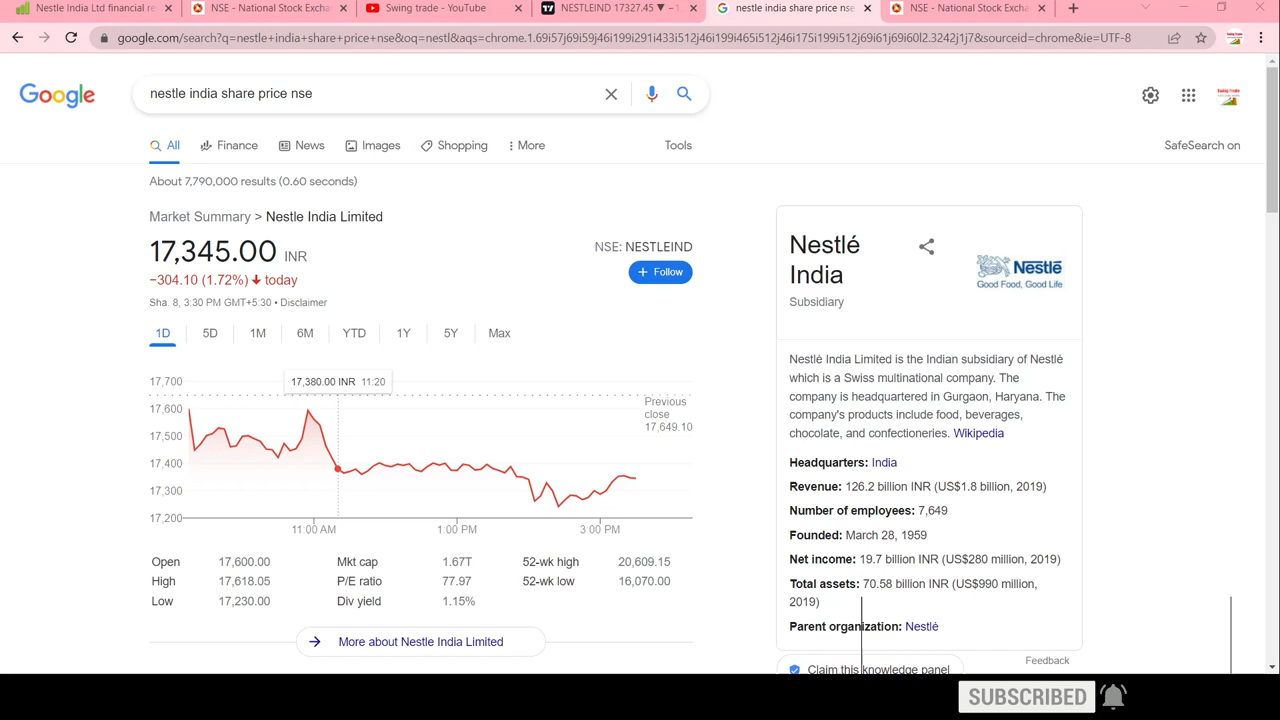 Nestle India Ltd financial re
NSE - National Stock Exchan
Swing trade - YouTube
NESTLEIND 17327.45 ▼ −1
nestle india share price nse
NSE - National Stock Exchan
google.com/search?q=nestle+india+share+price+nse&oq=nestl&aqs=chrome.1.69i57j69i59j46i199i291i433i512j46i199i465i512j46i175i199i512j69i61j69i60l2.3242j1j7&sourceid=chrome&ie=UTF-8
Google
nestle india share price nse
All
Finance
News
Images
Shopping
More
Tools
SafeSearch on
About 7,790,000 results (0.60 seconds)
Market Summary > Nestle India Limited
17,345.00 INR
NSE: NESTLEIND
−304.10 (1.72%) today
+ Follow
Sha. 8, 3:30 PM GMT+5:30 • Disclaimer
1D
5D
1M
6M
YTD
1Y
5Y
Max
17,380.00 INR 11:20
17,700
17,600
17,500
17,400
17,300
17,200
Previous
close
17,649.10
11:00 AM
1:00 PM
3:00 PM
Open 17,600.00
High 17,618.05
Low 17,230.00
Mkt cap 1.67T
P/E ratio 77.97
Div yield 1.15%
52-wk high 20,609.15
52-wk low 16,070.00
More about Nestle India Limited
Nestlé
India
Subsidiary
Nestlé
Good Food, Good Life
Nestlé India Limited is the Indian subsidiary of Nestlé
which is a Swiss multinational company. The
company is headquartered in Gurgaon, Haryana. The
company's products include food, beverages,
chocolate, and confectioneries. Wikipedia
Headquarters: India
Revenue: 126.2 billion INR (US$1.8 billion, 2019)
Number of employees: 7,649
Founded: March 28, 1959
Net income: 19.7 billion INR (US$280 million, 2019)
Total assets: 70.58 billion INR (US$990 million,
2019)
Parent organization: Nestlé
Feedback
Claim this knowledge panel
SUBSCRIBED